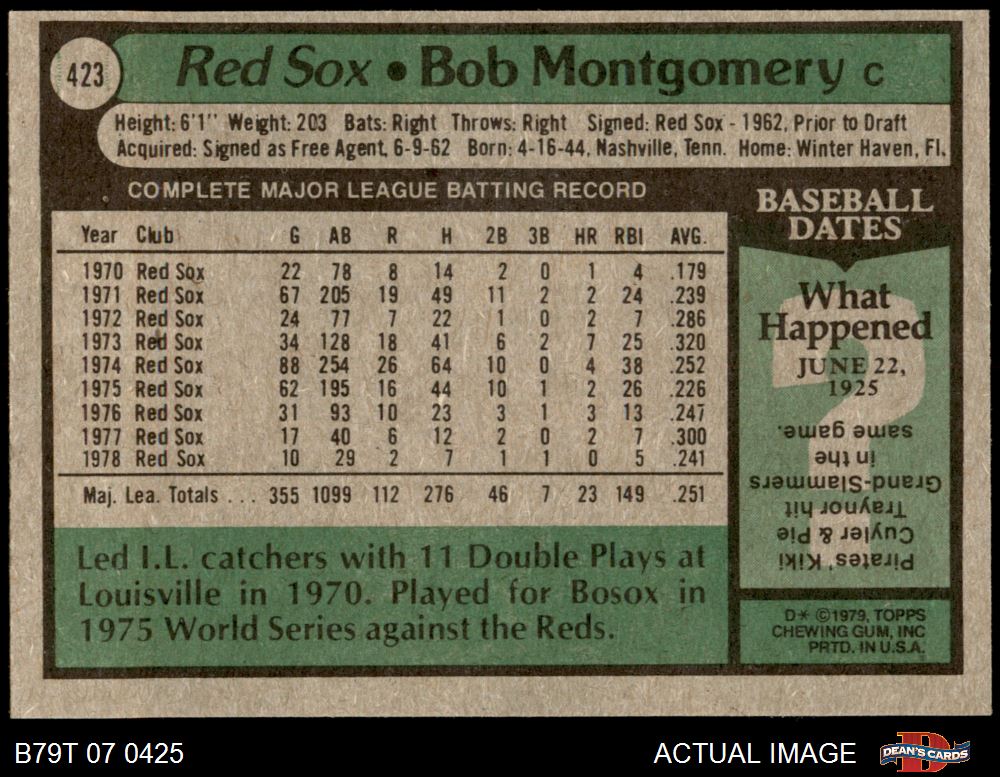 423
Red Sox • Bob Montgomery C
Height: 6'1" Weight: 203 Bats: Right Throws: Right Signed: Red Sox - 1962, Prior to Draft
Acquired: Signed as Free Agent, 6-9-62 Born: 4-16-44, Nashville, Tenn. Home: Winter Haven, Fl.
COMPLETE MAJOR LEAGUE BATTING RECORD
Year Club G AB R H 2B 3B HR RBI AVG.
1970 Red Sox 22 78 8 14 2 0 1 4 .179
1971 Red Sox 67 205 19 49 11 2 2 24 .239
1972 Red Sox 24 77 7 22 1 0 2 7 .286
1973 Red Sox 34 128 18 41 6 2 7 25 .320
1974 Red Sox 88 254 26 64 10 0 4 38 .252
1975 Red Sox 62 195 16 44 10 1 2 26 .226
1976 Red Sox 31 93 10 23 3 1 3 13 .247
1977 Red Sox 17 40 6 12 2 0 2 7 .300
1978 Red Sox 10 29 2 7 1 1 0 5 .241
Maj. Lea. Totals . . . 355 1099 112 276 46 7 23 149 .251
Led I.L. catchers with 11 Double Plays at
Louisville in 1970. Played for Bosox in
1975 World Series against the Reds.
BASEBALL
DATES
What
Happened
JUNE 22,
1925
?
Pirates' Kiki
Cuyler & Pie
Traynor hit
Grand-Slammers
in the
same game.
D* ©1979, TOPPS
CHEWING GUM, INC
PRTD. IN U.S.A.
B79T 07 0425
ACTUAL IMAGE
D
DEAN'S CARDS